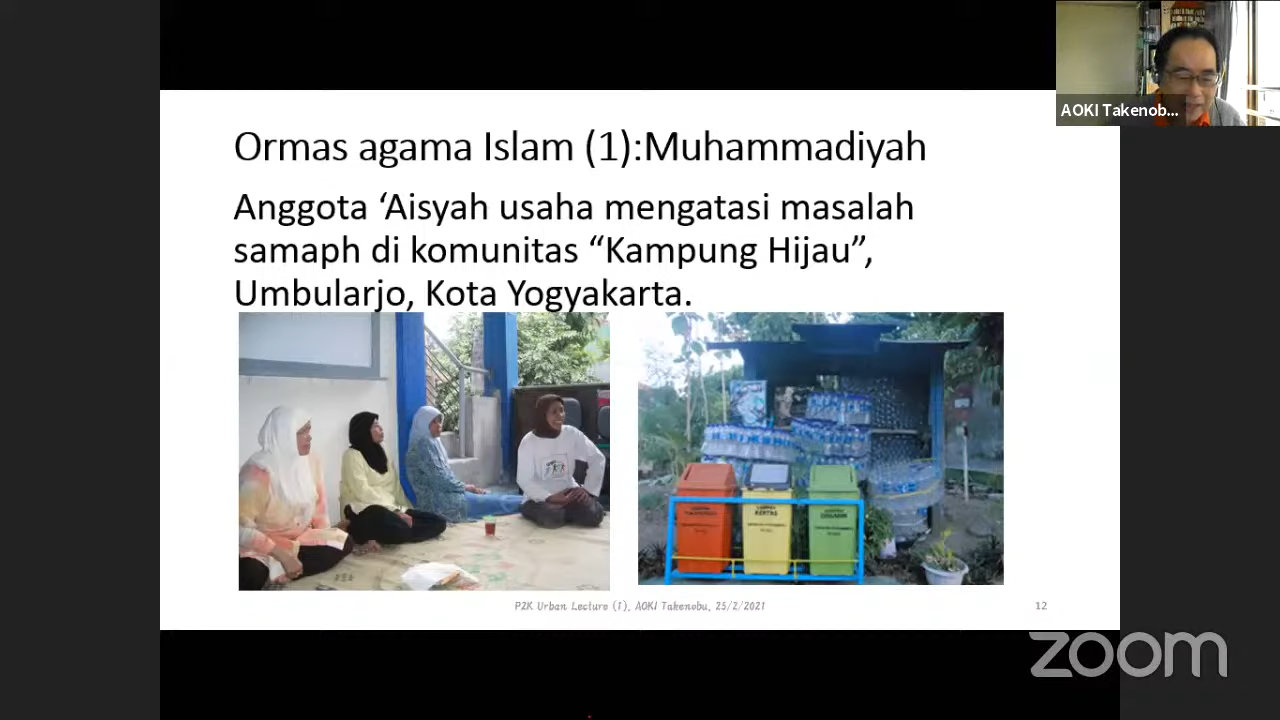 AOKI Takenob...
Ormas agama Islam (1):Muhammadiyah
Anggota ‘Aisyah usaha mengatasi masalah
samaph di komunitas “Kampung Hijau”,
Umbularjo, Kota Yogyakarta.
KERTAS
P2K Urban Lecture (1), AOKI Takenobu, 25/2/2021
12
zoom